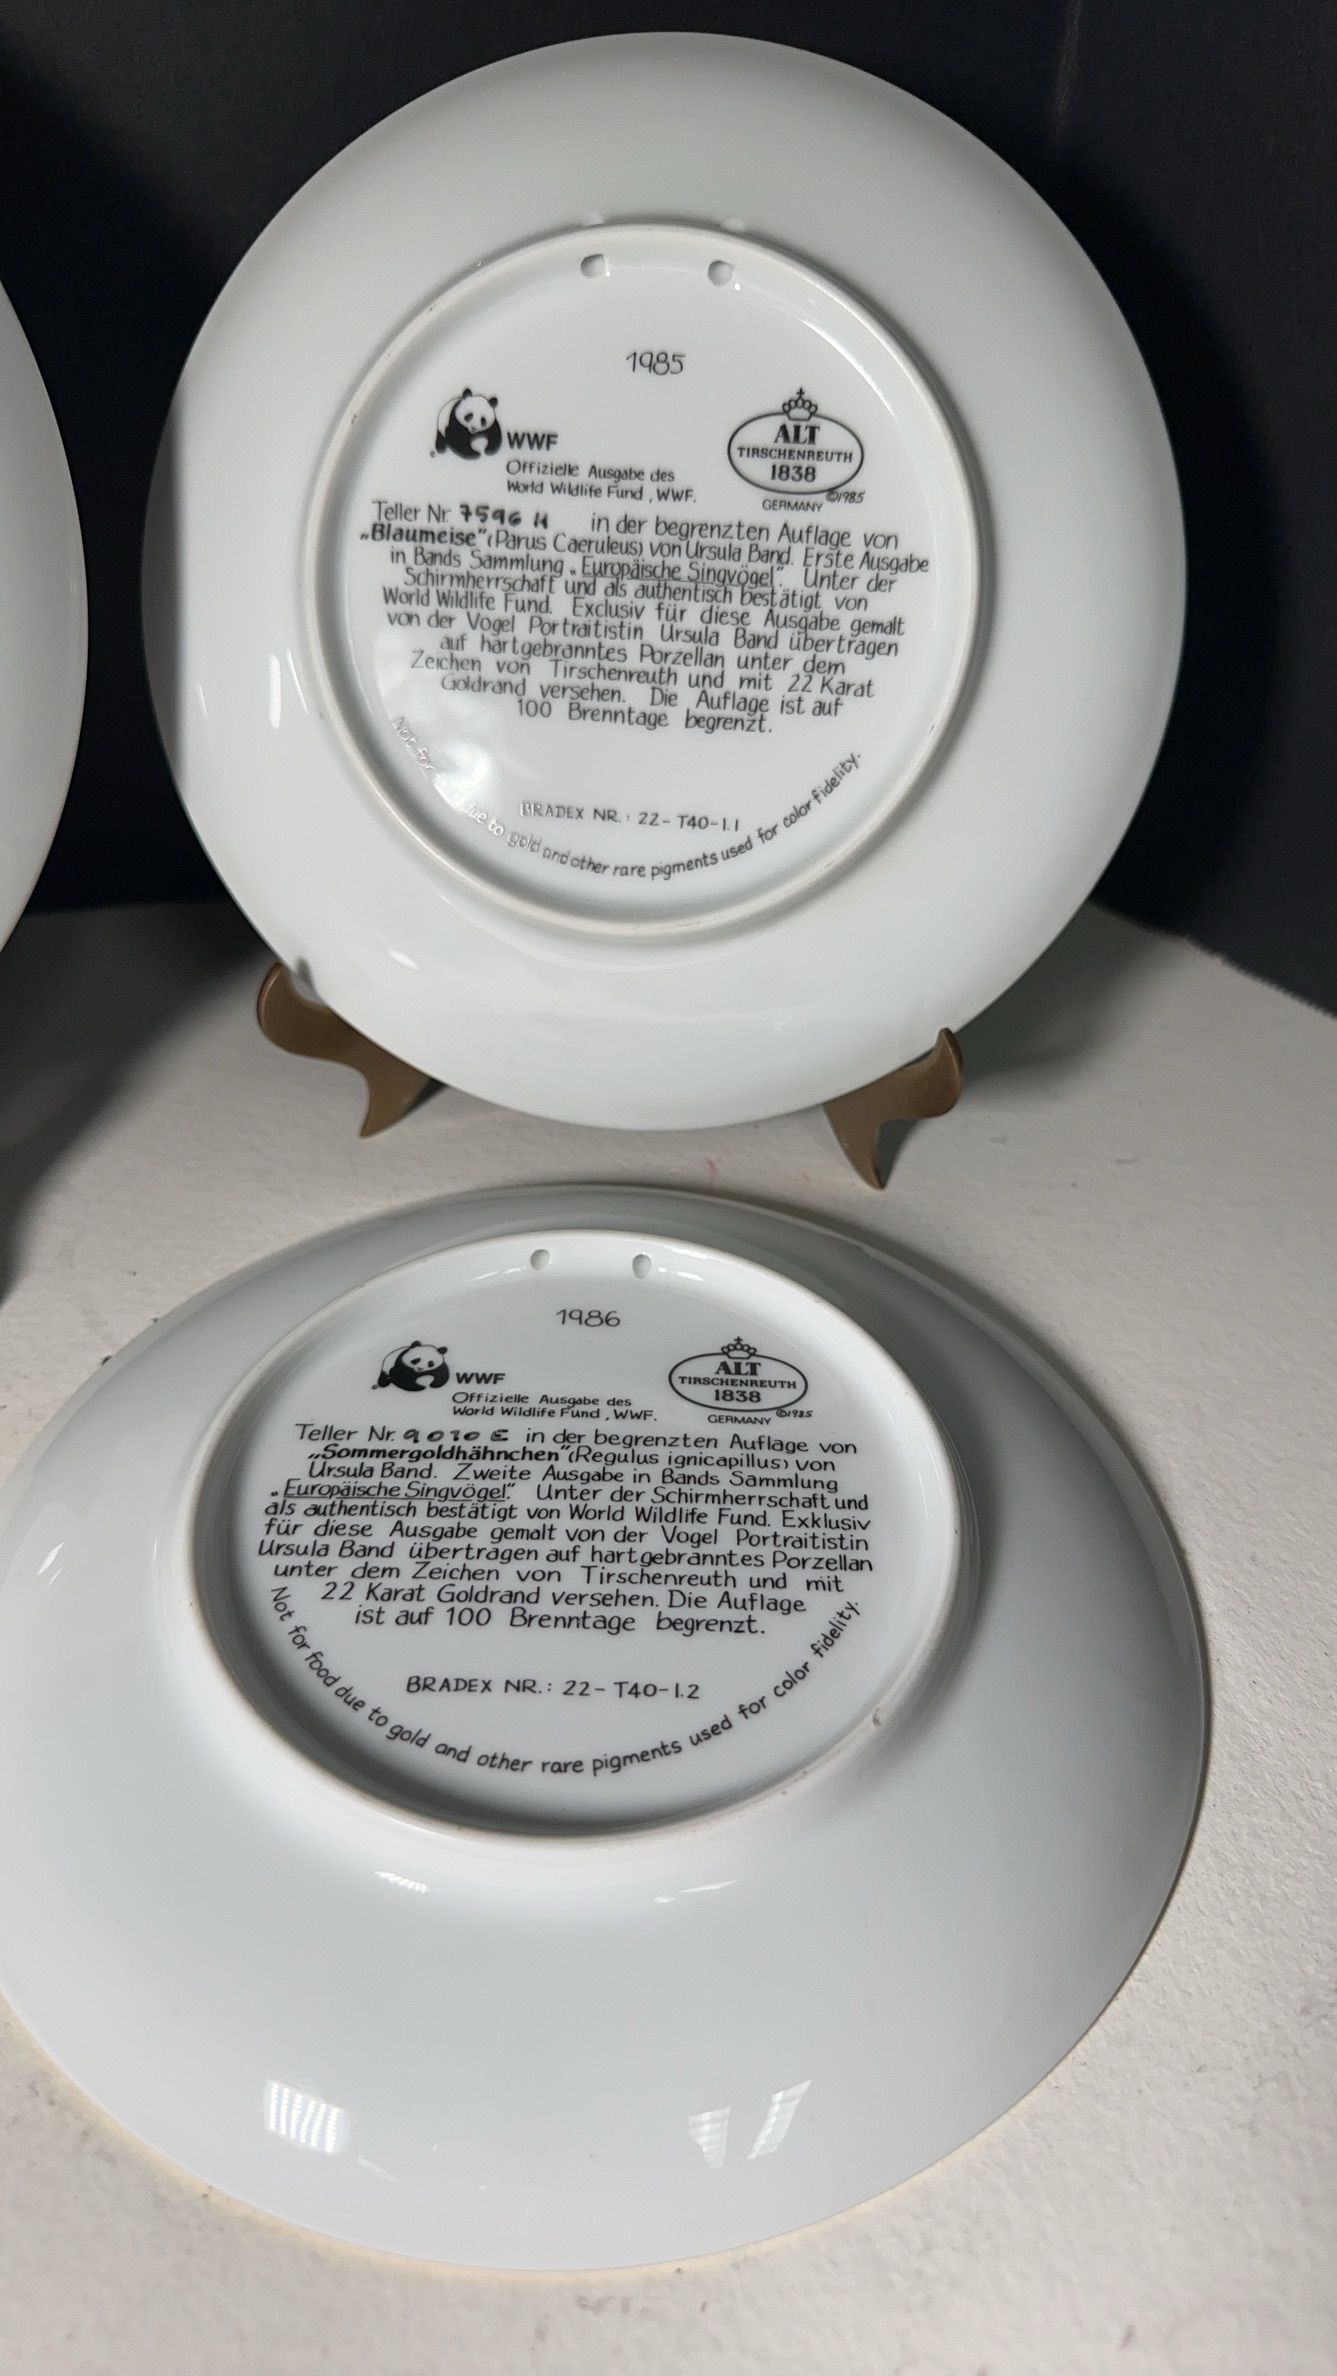 1985
WWF
Offizielle Ausgabe des
World Wildlife Fund, WWF.
ALT
TIRSCHENREUTH
1838
GERMANY ©1985
Teller Nr. 7596 H in der begrenzten Auflage von
„Blaumeise“ (Parus Caeruleus) von Ursula Band. Erste Ausgabe
in Bands Sammlung „Europäische Singvögel“. Unter der
Schirmherrschaft und als authentisch bestätigt von
World Wildlife Fund. Exclusiv für diese Ausgabe gemalt
von der Vogel Portraitistin Ursula Band übertragen
auf hartgebranntes Porzellan unter dem
Zeichen von Tirschenreuth und mit 22 Karat
Goldrand versehen. Die Auflage ist auf
100 Brenntage begrenzt.
BRADEX NR.: 22-T40-1.1
Not for due to gold and other rare pigments used for color fidelity.
1986
WWF
Offizielle Ausgabe des
World Wildlife Fund, WWF.
ALT
TIRSCHENREUTH
1838
GERMANY ©1985
Teller Nr. 9010 E in der begrenzten Auflage von
„Sommergoldhähnchen“ (Regulus ignicapillus) von
Ursula Band. Zweite Ausgabe in Bands Sammlung
„Europäische Singvögel“. Unter der Schirmherrschaft und
als authentisch bestätigt von World Wildlife Fund. Exklusiv
für diese Ausgabe gemalt von der Vogel Portraitistin
Ursula Band übertragen auf hartgebranntes Porzellan
unter dem Zeichen von Tirschenreuth und mit
22 Karat Goldrand versehen. Die Auflage
ist auf 100 Brenntage begrenzt.
BRADEX NR.: 22-T40-1.2
Not for food due to gold and other rare pigments used for color fidelity.